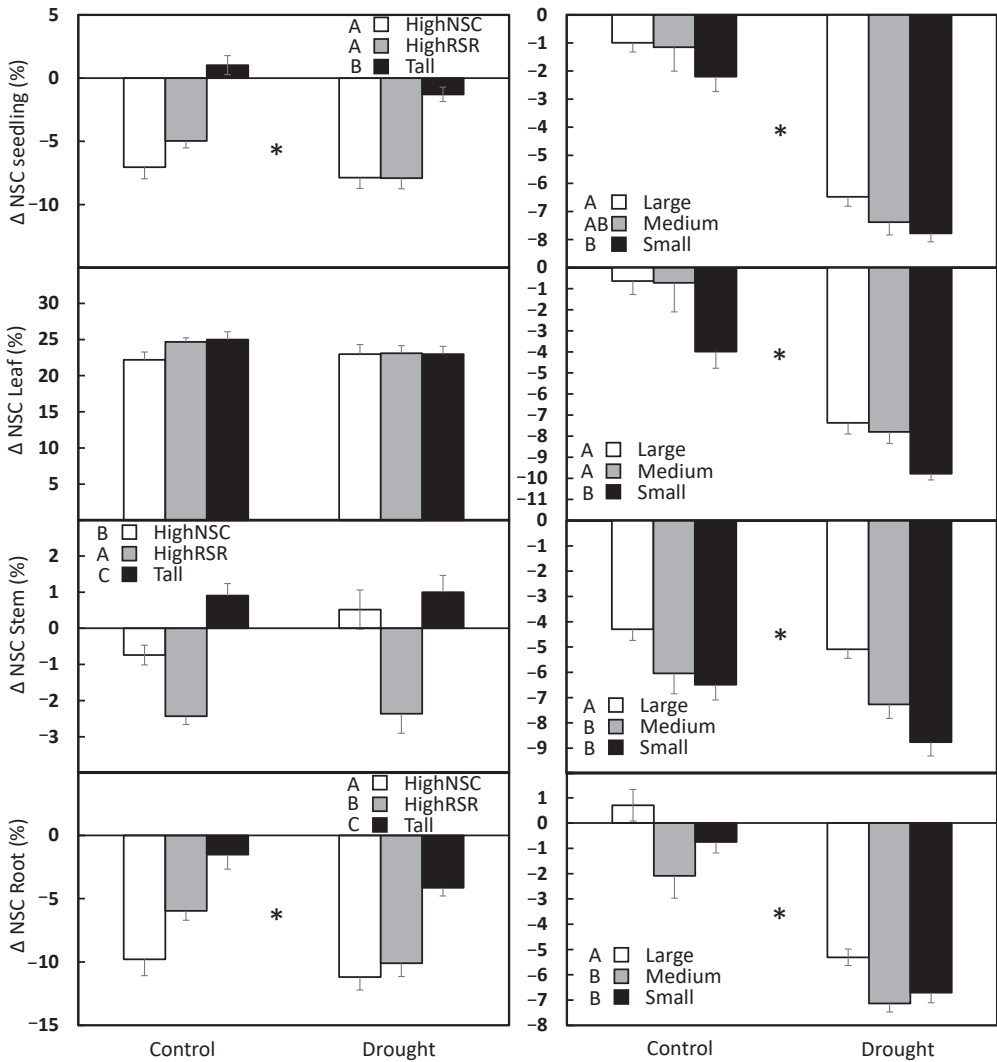 Δ NSC seedling (%)
5
0
−5
−10
A HighNSC
A HighRSR
B Tall
*
0
−1
−2
−3
−4
−5
−6
−7
−8
*
A Large
AB Medium
B Small
Δ NSC Leaf (%)
30
25
20
15
10
5
0
−1
−2
−3
−4
−5
−6
−7
−8
−9
−10
−11
*
A Large
A Medium
B Small
Δ NSC Stem (%)
2
1
0
−1
−2
−3
B HighNSC
A HighRSR
C Tall
0
−1
−2
−3
−4
−5
−6
−7
−8
−9
*
A Large
B Medium
B Small
Δ NSC Root (%)
0
−5
−10
−15
A HighNSC
B HighRSR
C Tall
*
1
0
−1
−2
−3
−4
−5
−6
−7
−8
*
A Large
B Medium
B Small
Control Drought Control Drought